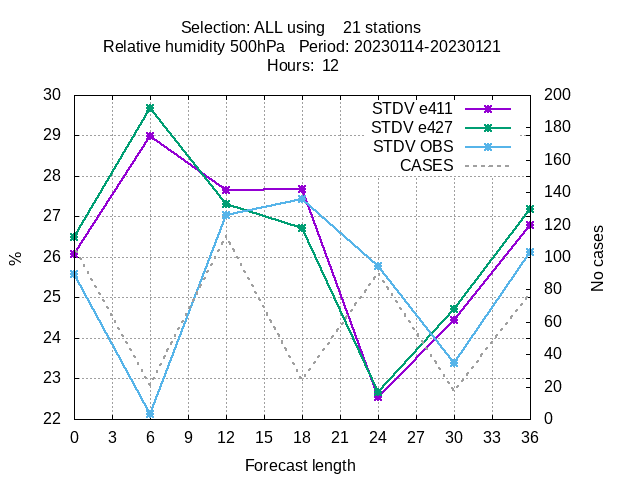 Selection: ALL using 21 stations
Relative humidity 500hPa Period: 20230114-20230121
Hours: 12
STDV e411
STDV e427
STDV OBS
CASES
30
29
28
27
26
25
24
23
22
%
200
180
160
140
120
100
80
60
40
20
0
No cases
0 3 6 9 12 15 18 21 24 27 30 33 36
Forecast length